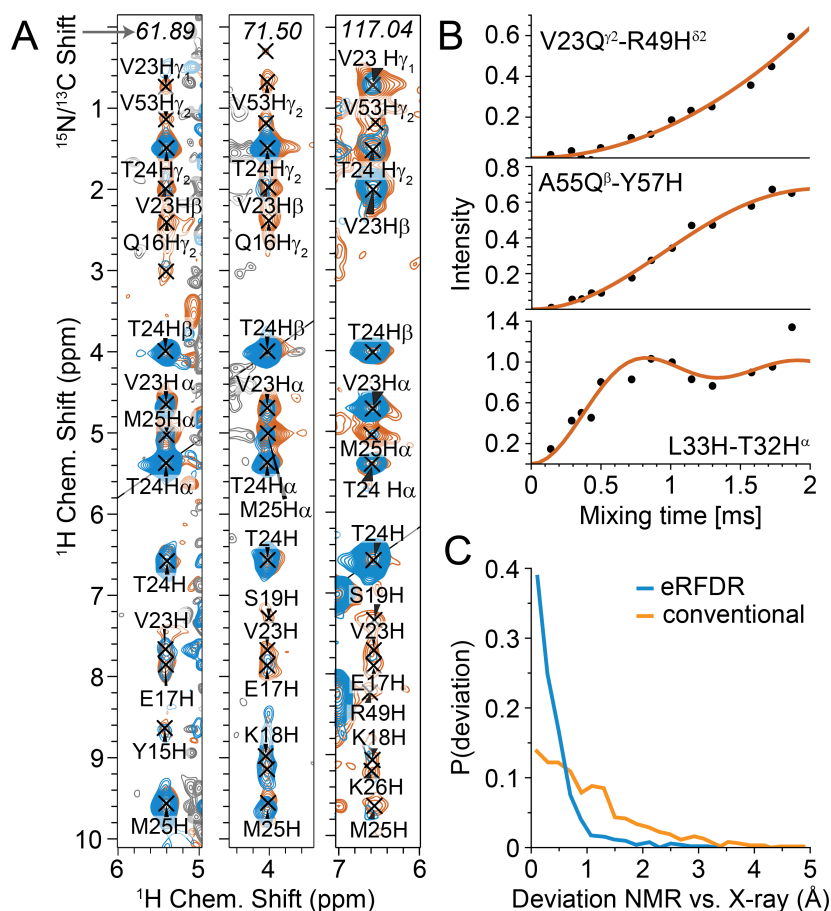 A
15N/13C Shift
61.89
71.50
117.04
V23Hγ1
V53Hγ2
T24Hγ2
V23Hβ
Q16Hγ2
T24Hβ
V23Hα
M25Hα
T24Hα
T24H
V23H
E17H
Y15H
M25H
V53Hγ2
T24Hγ2
V23Hβ
Q16Hγ2
T24Hβ
V23Hα
T24Hα
M25Hα
T24H
S19H
V23H
E17H
K18H
M25H
V23 Hγ1
V53Hγ2
T24 Hγ2
V23Hβ
T24Hβ
V23Hα
M25Hα
T24 Hα
T24H
S19H
V23H
E17H
R49H
K18H
K26H
M25H
1
2
3
4
5
6
7
8
9
10
1H Chem. Shift (ppm)
6 5 4 7 6
1H Chem. Shift (ppm)
B
V23Qγ2-R49Hδ2
0.6
0.4
0.2
A55Qβ-Y57H
0.8
0.6
0.4
0.2
Intensity
L33H-T32Hα
1.4
1.0
0.8
0.6
0.2
0 0.5 1 1.5 2
Mixing time [ms]
C
eRFDR
conventional
0.4
0.3
0.2
0.1
0
P(deviation)
0 1 2 3 4 5
Deviation NMR vs. X-ray (Å)